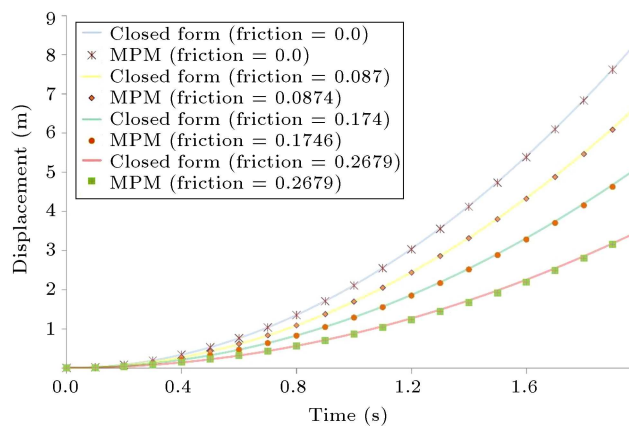 9
8
7
6
5
4
3
2
1
Displacement (m)
Closed form (friction = 0.0)
MPM (friction = 0.0)
Closed form (friction = 0.087)
MPM (friction = 0.0874)
Closed form (friction = 0.174)
MPM (friction = 0.1746)
Closed form (friction = 0.2679)
MPM (friction = 0.2679)
0.0 0.4 0.8 1.2 1.6
Time (s)